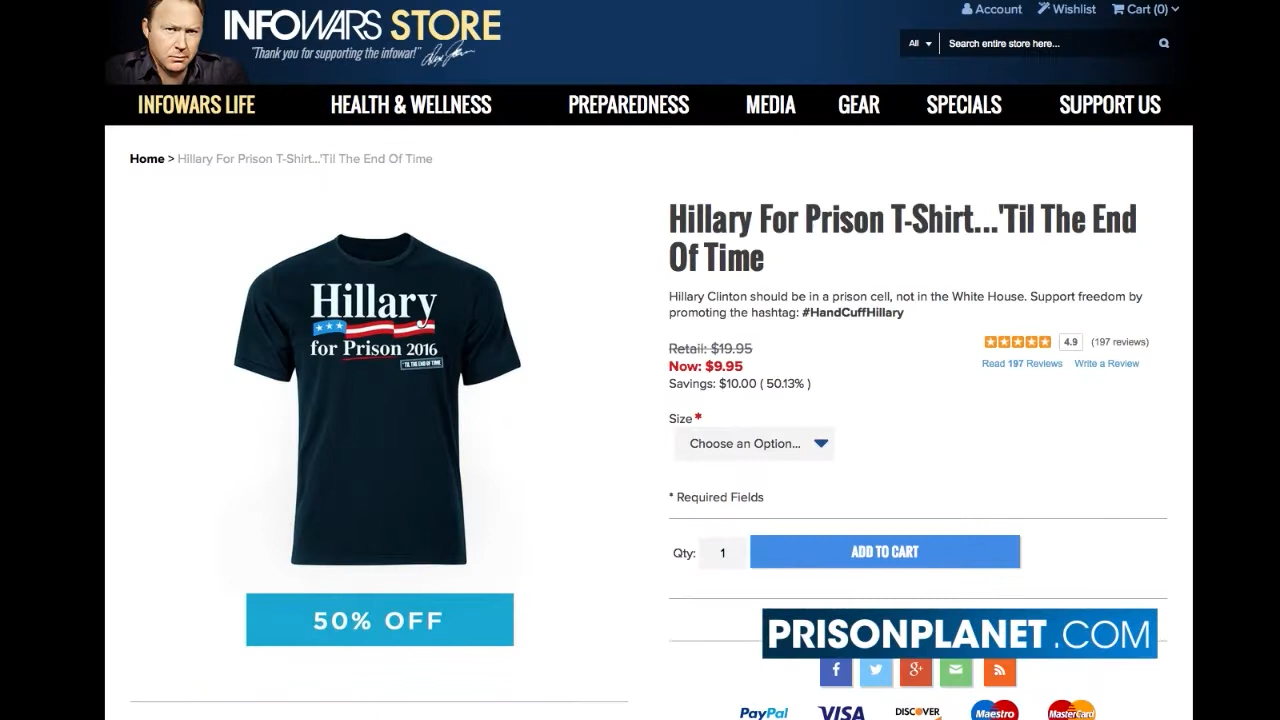 INFOWARS STORE
"Thank you for supporting the infowar!"
Account
Wishlist
Cart (0)
All
Search entire store here...
INFOWARS LIFE
HEALTH & WELLNESS
PREPAREDNESS
MEDIA
GEAR
SPECIALS
SUPPORT US
Home > Hillary For Prison T-Shirt...'Til The End Of Time
Hillary
for Prison 2016
'TIL THE END OF TIME
50% OFF
Hillary For Prison T-Shirt...'Til The End
Of Time
Hillary Clinton should be in a prison cell, not in the White House. Support freedom by
promoting the hashtag: #HandCuffHillary
Retail: $19.95
Now: $9.95
Savings: $10.00 ( 50.13% )
4.9 (197 reviews)
Read 197 Reviews Write a Review
Size *
Choose an Option...
* Required Fields
Qty: 1
ADD TO CART
PRISONPLANET.COM
PayPal
VISA
DISCOVER
Maestro
MasterCard